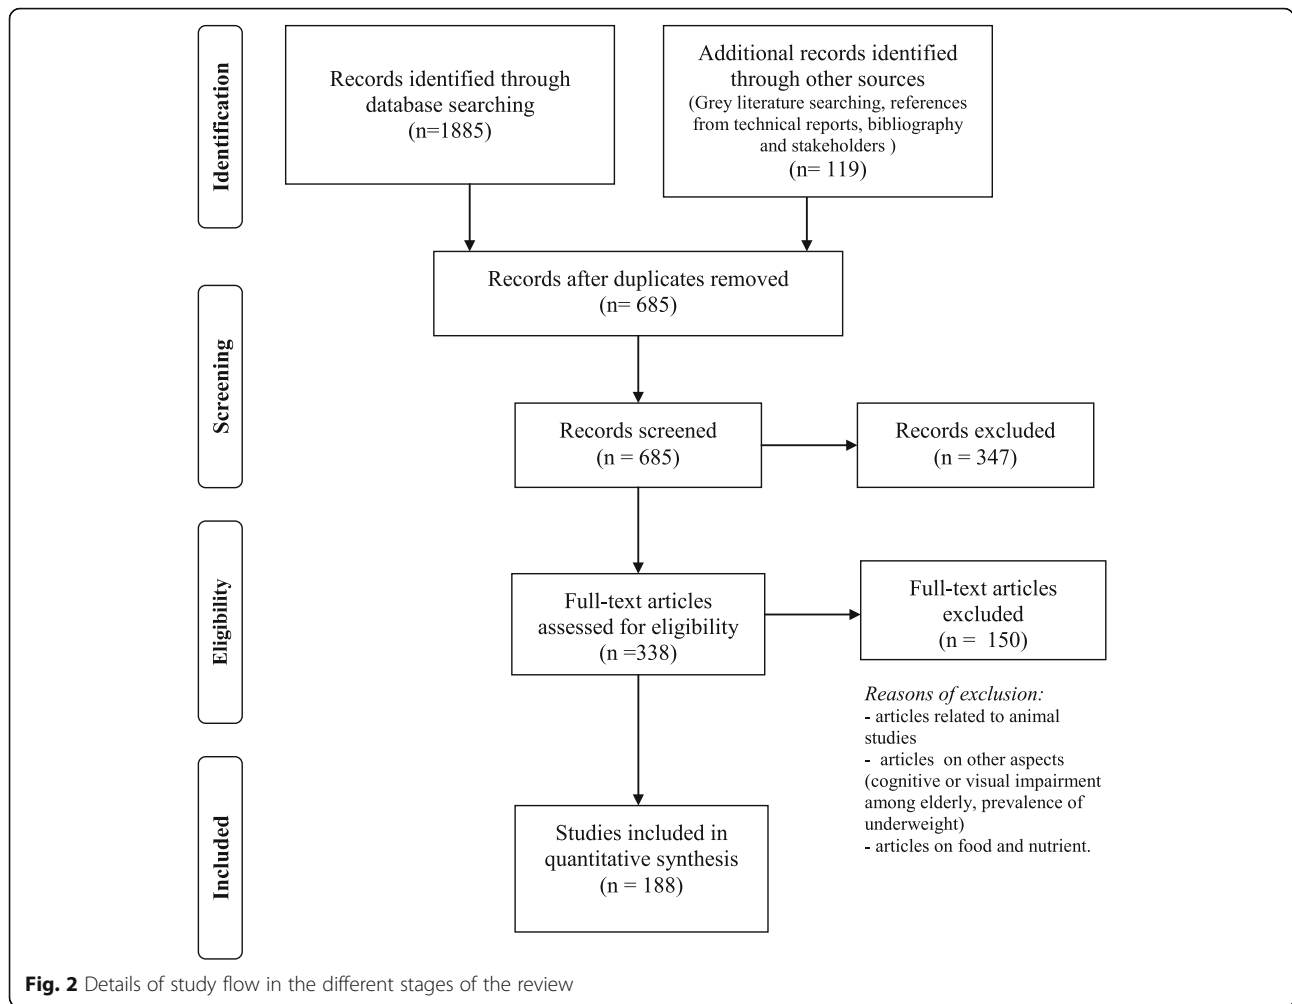 Identification
Records identified through
database searching
(n=1885)
Additional records identified
through other sources
(Grey literature searching, references
from technical reports, bibliography
and stakeholders )
(n= 119)
Records after duplicates removed
(n= 685)
Screening
Records screened
(n = 685)
Records excluded
(n = 347)
Eligibility
Full-text articles
assessed for eligibility
(n =338)
Full-text articles
excluded
(n =  150)
Reasons of exclusion:
- articles related to animal
studies
-  articles  on other aspects
(cognitive or visual impairment
among elderly, prevalence of
underweight)
- articles on food and nutrient.
Included
Studies included in
quantitative synthesis
(n = 188)
Fig. 2 Details of study flow in the different stages of the review